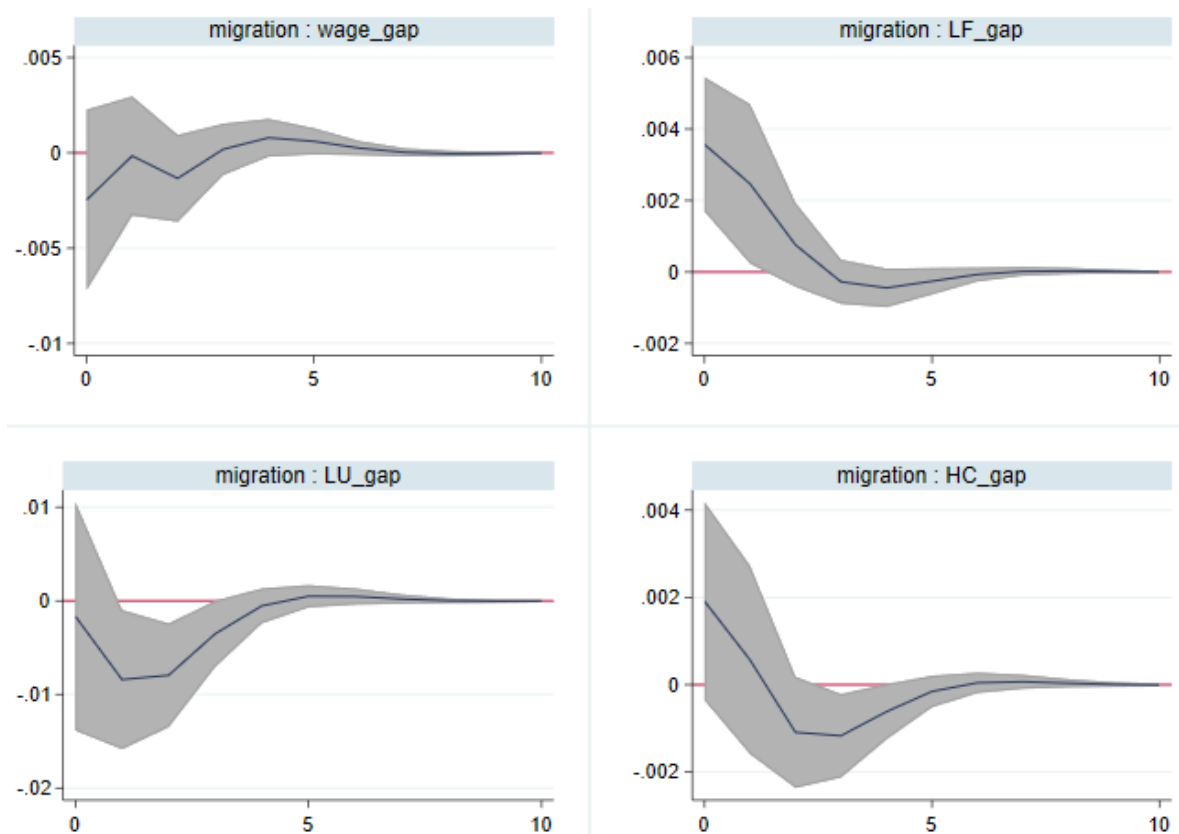 migration : wage_gap
.005
0
-.005
-.01
0 5 10
migration : LF_gap
.006
.004
.002
0
-.002
0 5 10
migration : LU_gap
.01
0
-.01
-.02
0 5 10
migration : HC_gap
.004
.002
0
-.002
0 5 10